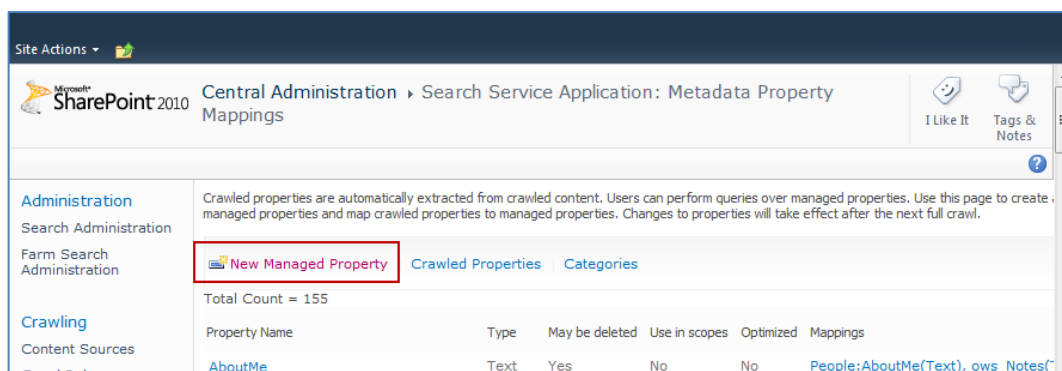 Site Actions
Microsoft
SharePoint 2010
Central Administration ▸ Search Service Application: Metadata Property
Mappings
I Like It
Tags &
Notes
Administration
Search Administration
Farm Search
Administration
Crawling
Content Sources
Crawled properties are automatically extracted from crawled content. Users can perform queries over managed properties. Use this page to create
managed properties and map crawled properties to managed properties. Changes to properties will take effect after the next full crawl.
New Managed Property Crawled Properties Categories
Total Count = 155
Property Name Type May be deleted Use in scopes Optimized Mappings
AboutMe Text Yes No No People:AboutMe(Text), ows_Notes(